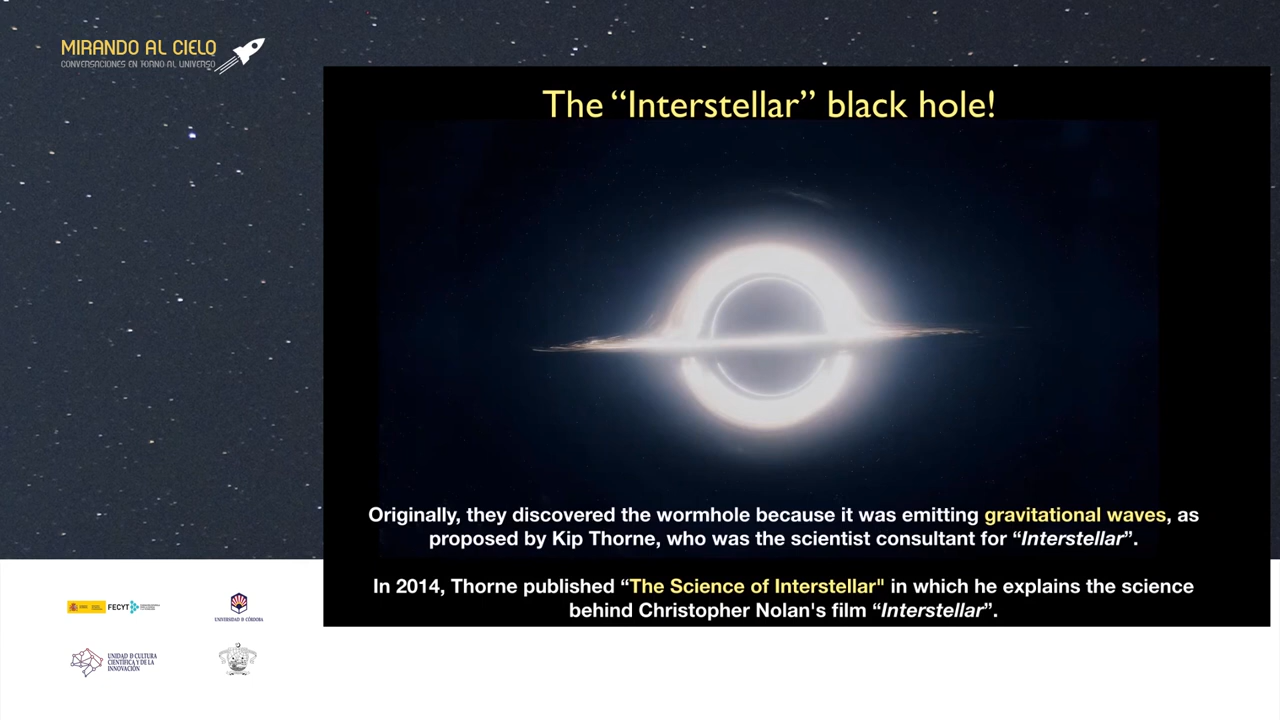 MIRANDO AL CIELO
CONVERSACIONES EN TORNO AL UNIVERSO
The “Interstellar” black hole!
Originally, they discovered the wormhole because it was emitting gravitational waves, as
proposed by Kip Thorne, who was the scientist consultant for “Interstellar”.
In 2014, Thorne published “The Science of Interstellar" in which he explains the science
behind Christopher Nolan's film “Interstellar”.
FECYT
UNIVERSIDAD Ð CÓRDOBA
UNIDAD Ð CULTURA
CIENTÍFICA Y DE LA
INNOVACIÓN